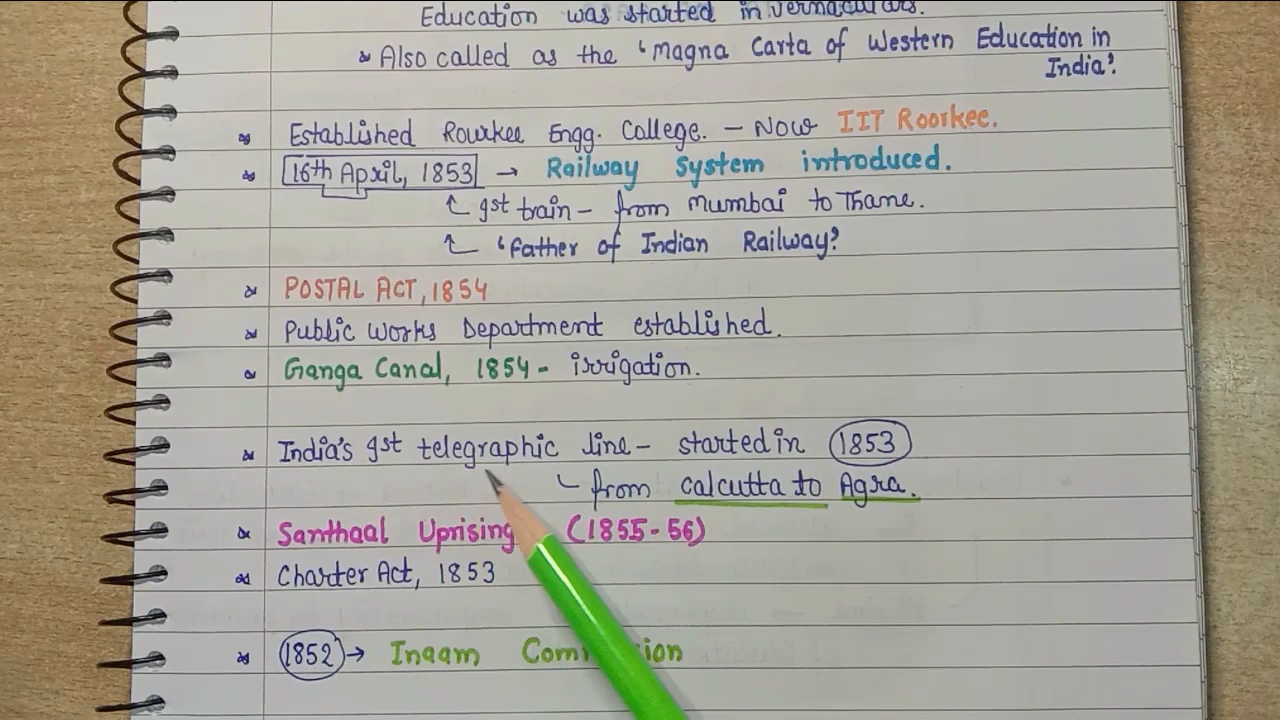 Education was started in vernaculars.
Also called as the 'Magna Carta of Western Education in
India'.
Established Rourkee Engg. College. - Now IIT Roorkee.
16th April, 1853 → Railway System introduced.
1st train - from Mumbai to Thane.
'Father of Indian Railway'
POSTAL ACT, 1854
Public Works Department established.
Ganga Canal, 1854 - irrigation.
India's 1st telegraphic line - started in 1853
from Calcutta to Agra.
Santhaal Uprising (1855-56)
Charter Act, 1853
1852 → Inaam